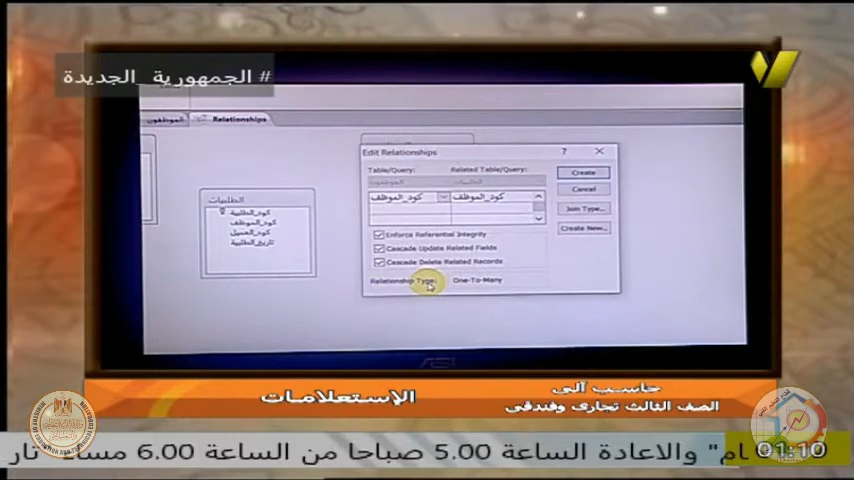 # الجمهورية الجديدة
الموظفون
Relationships
Edit Relationships
? ×
Table/Query:
Related Table/Query:
الموظفون
الطلبيات
كود_الموظف
كود_الموظف
Create
Cancel
Join Type...
Create New...
Enforce Referential Integrity
Cascade Update Related Fields
Cascade Delete Related Records
Relationship Type:
One-To-Many
الطلبيات
كود_الطلبية
كود_الموظف
كود_العميل
تاريخ_الطلبية
حاسب آلى
الصف الثالث تجارى وفندقى
الإستعلامات
ام" والاعادة الساعة 5.00 صباحا من الساعة 6.00 مساء
01:10